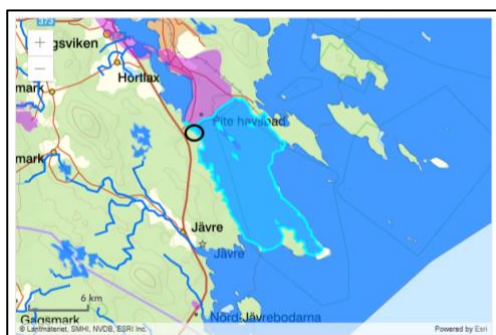 373
+
gsviken
Hortlax
mark
Pite havsbad
mark
Jävre
Jävre
6 km
Gagsmark
Nord-Jävrebodarna
© Lantmäteriet, SMHI, NVDB, ESRI Inc.
Powered by Esri